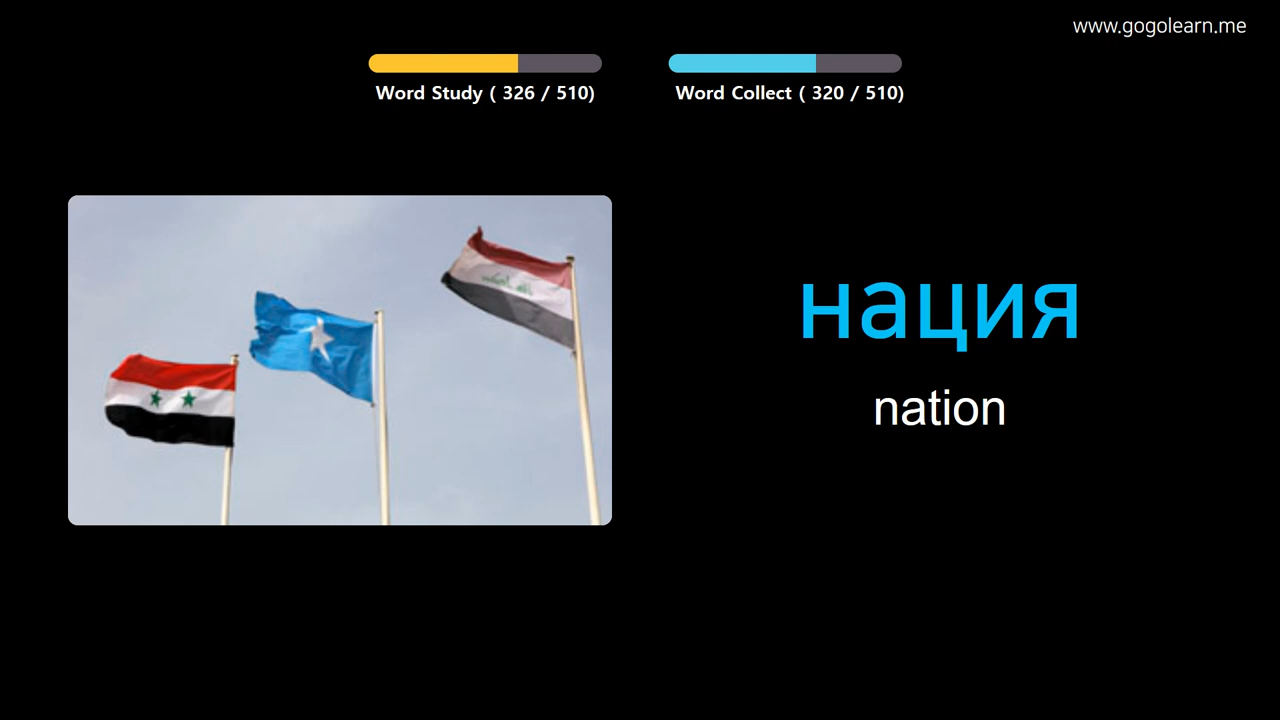 www.gogolearn.me
Word Study ( 326 / 510)
Word Collect ( 320 / 510)
нация
nation